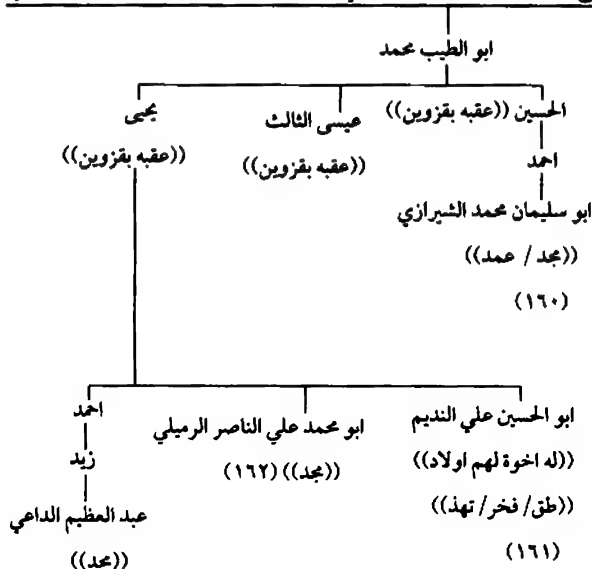 ابو الطيب محمد
الحسين ((عقبه بقزوين))
عيسى الثالث
((عقبه بقزوين))
يحيى
((عقبه بقزوين))
احمد
ابو سليمان محمد الشيرازي
((مجد / عمد))
(١٦٠)
ابو الحسين علي النديم
((له اخوة لهم اولاد))
((طق/ فخر/ تهذ))
(١٦١)
ابو محمد علي الناصر الرميلي
((مجد)) (١٦٢)
احمد
زيد
عبد العظيم الداعي
((مجد))